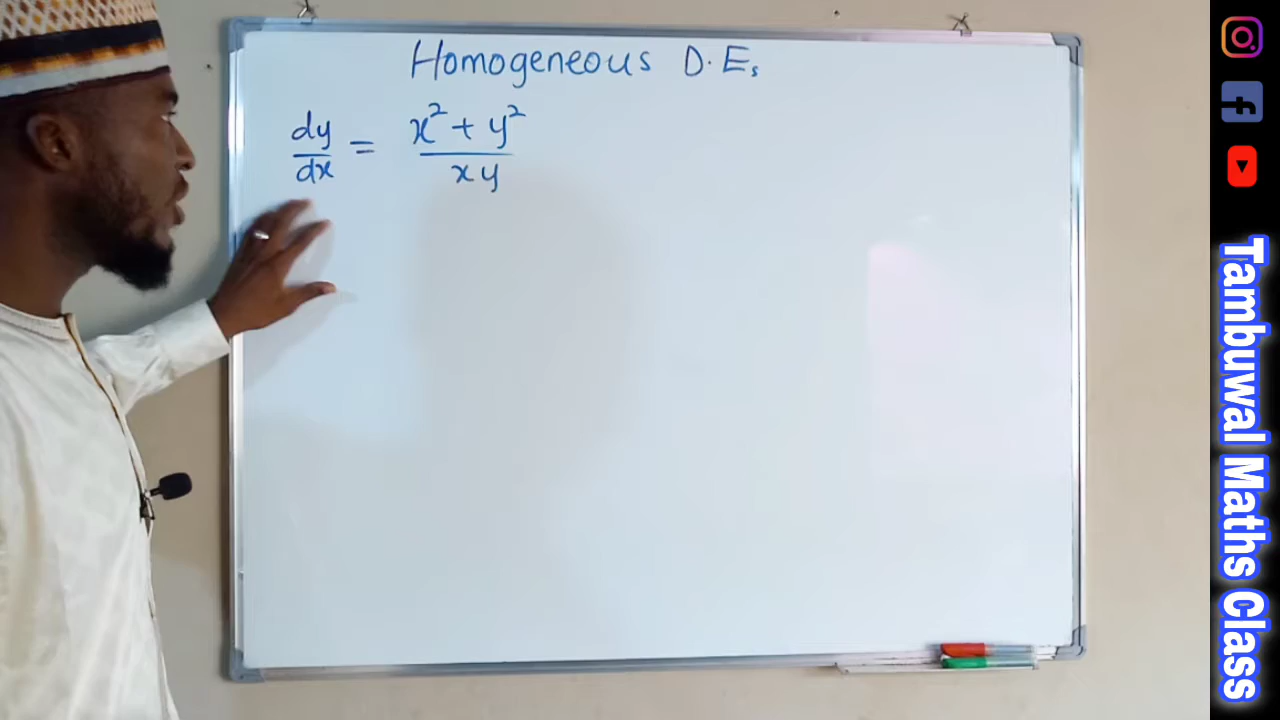 Homogeneous D.Es
dy/dx = x² + y² / xy
Tambuwal Maths Class